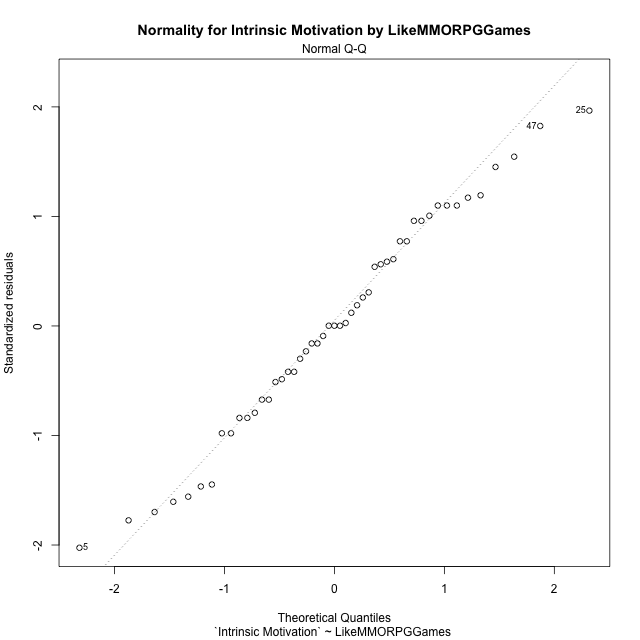 Normality for Intrinsic Motivation by LikeMMORPGGames
Normal Q-Q
Standardized residuals
2
1
0
-1
-2
25
47
5
-2
-1
0
1
2
Theoretical Quantiles
`Intrinsic Motivation` ~ LikeMMORPGGames